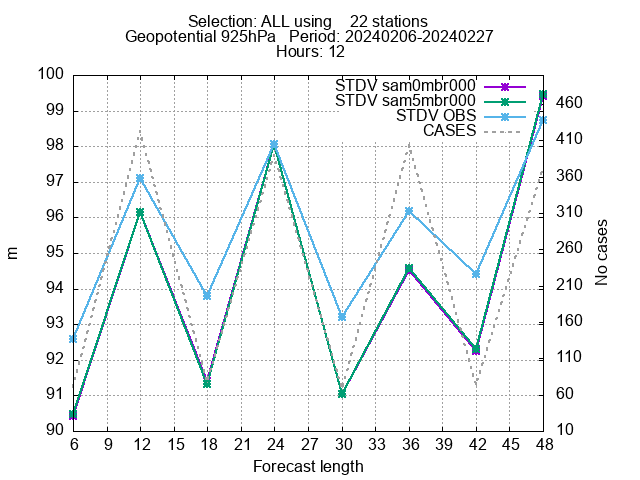 Selection: ALL using    22 stations
Geopotential 925hPa   Period: 20240206-20240227
Hours: 12
STDV sam0mbr000
STDV sam5mbr000
STDV OBS
CASES
100
99
98
97
96
95
94
93
92
91
90
m
460
410
360
310
260
210
160
110
60
10
No cases
6 9 12 15 18 21 24 27 30 33 36 39 42 45 48
Forecast length